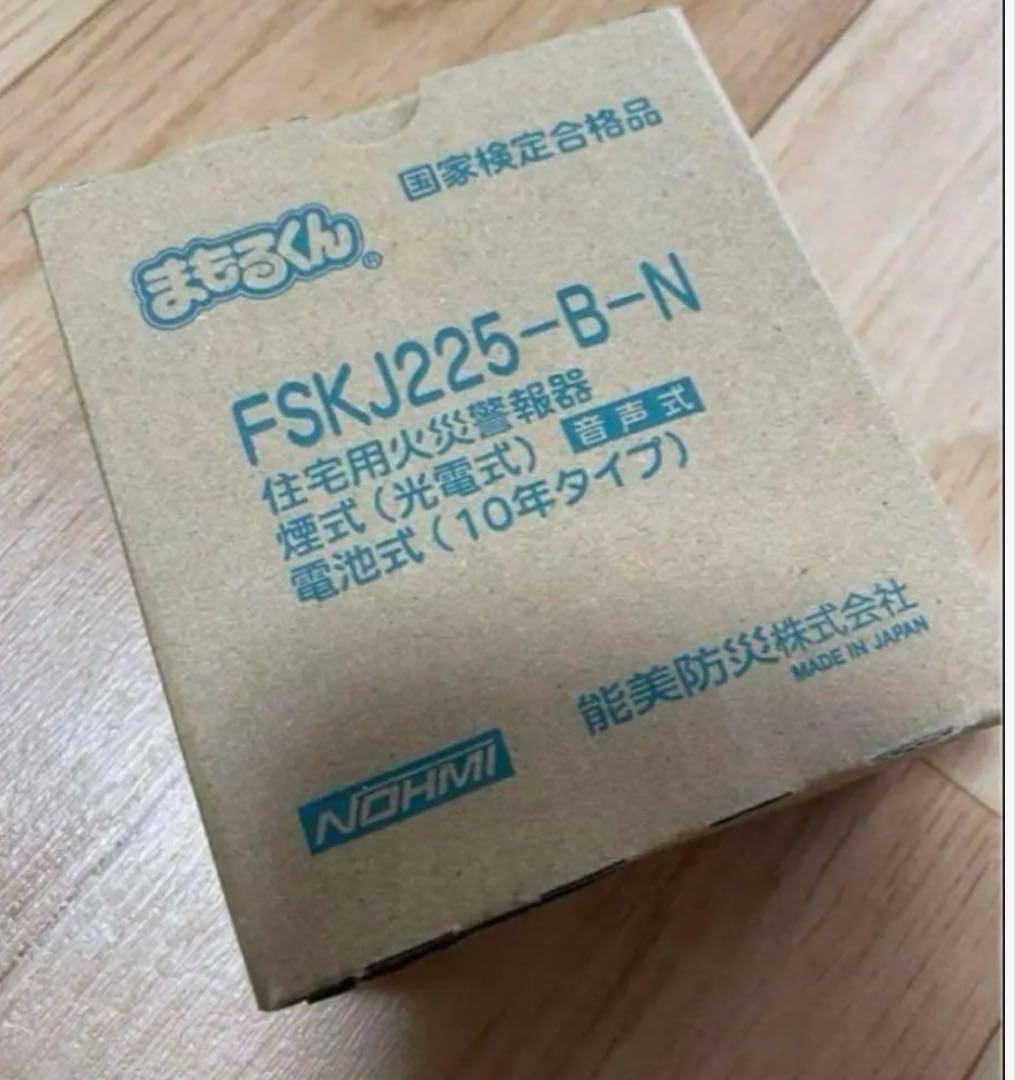 国家検定合格品
まもるくん®
FSKJ225-B-N
住宅用火災警報器
煙式(光電式) 音声式
電池式(10年タイプ)
能美防災株式会社
MADE IN JAPAN
NOHMI